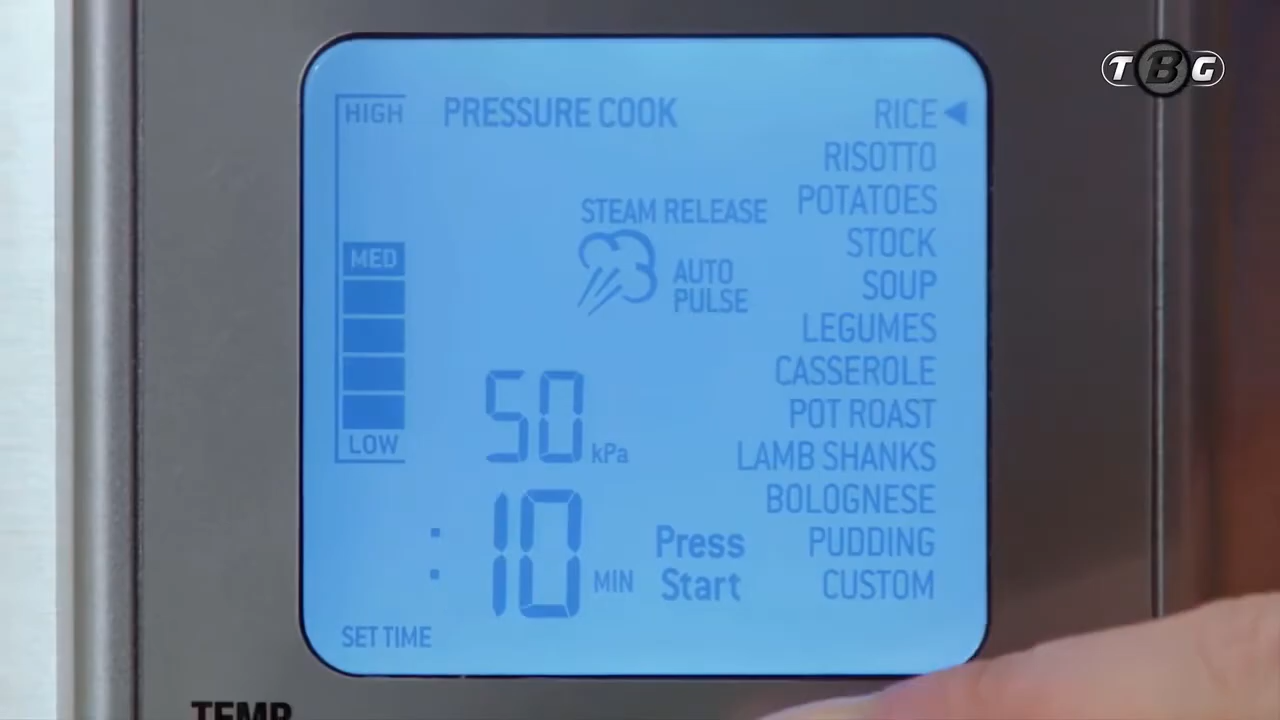 TBG
HIGH
PRESSURE COOK
RICE
RISOTTO
POTATOES
STEAM RELEASE
STOCK
MED
AUTO
PULSE
SOUP
LEGUMES
CASSEROLE
POT ROAST
LOW
50 kPa
LAMB SHANKS
BOLOGNESE
PUDDING
:10 MIN
Press
Start
CUSTOM
SET TIME
TEMP